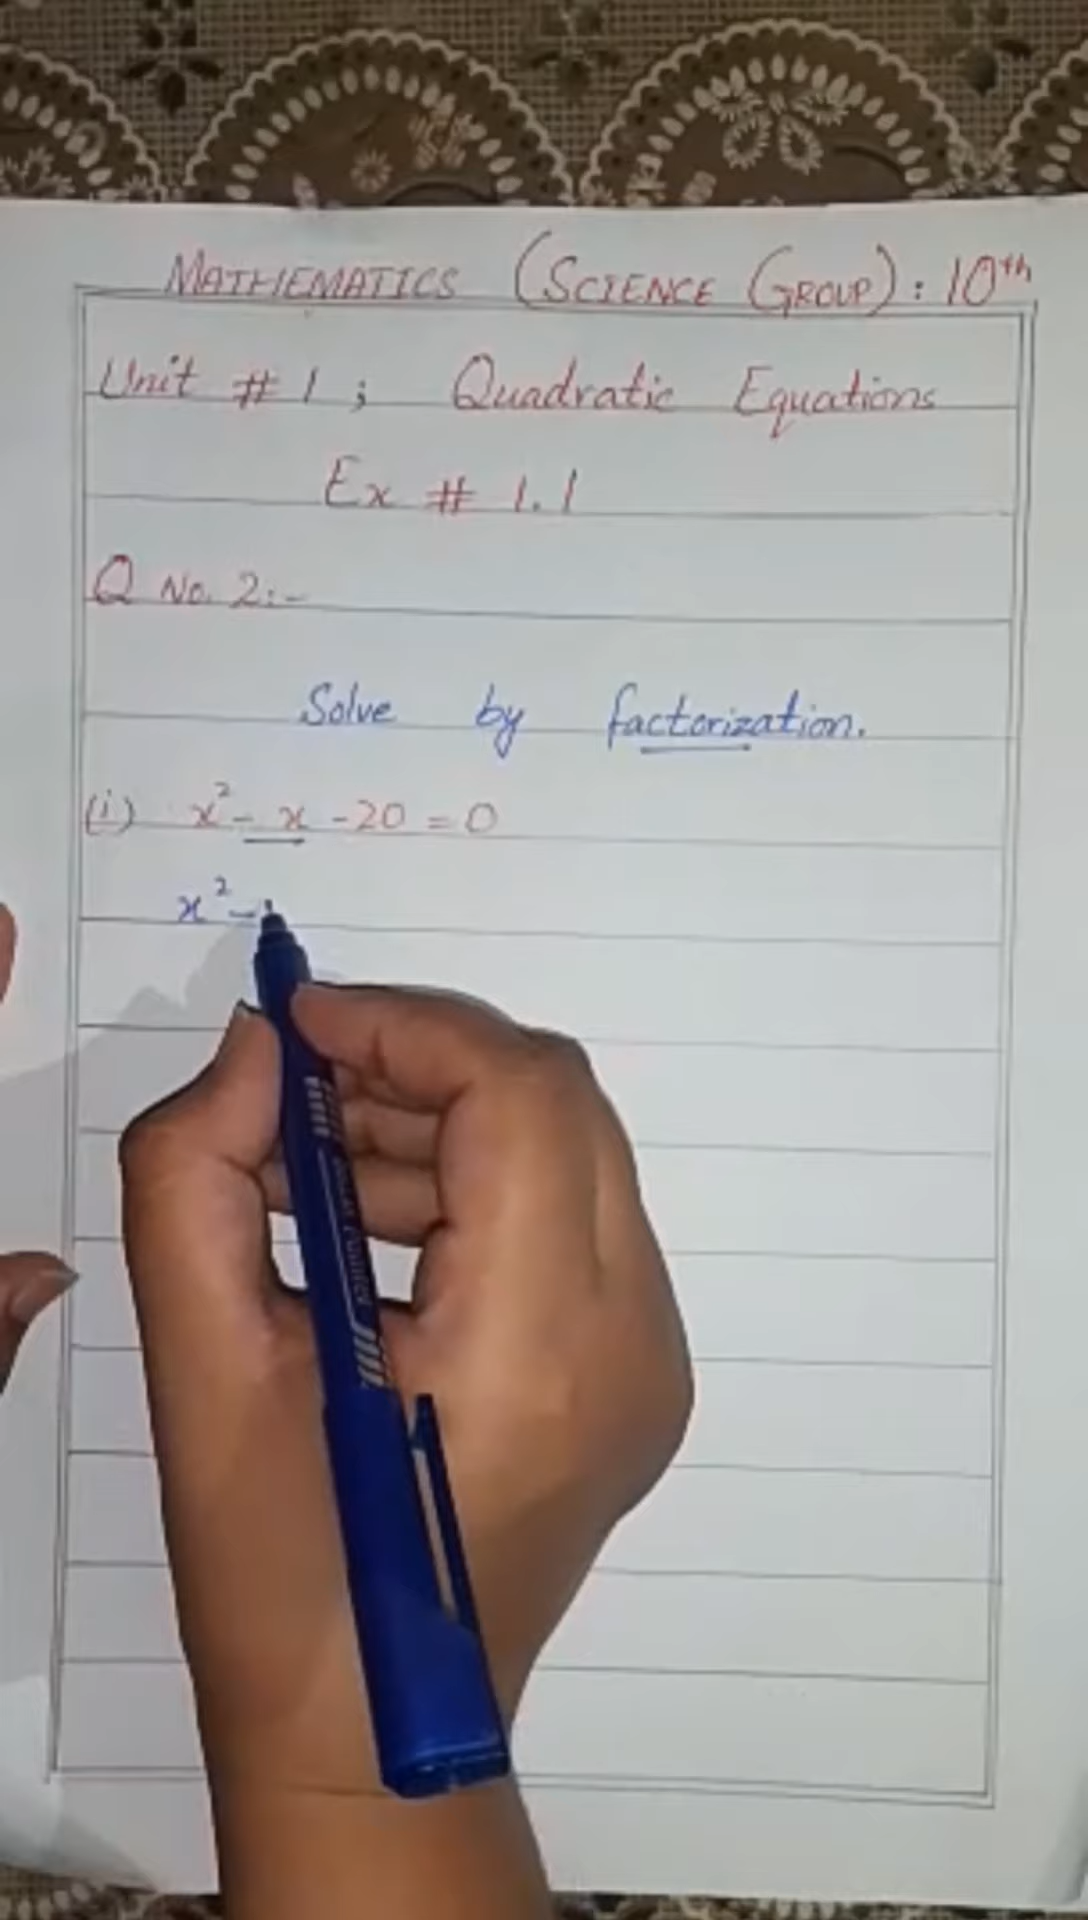 MATHEMATICS (SCIENCE GROUP) : 10th
Unit # 1 ; Quadratic Equations
Ex # 1.1
Q No. 2:-
Solve by factorization.
(i) x² - x - 20 = 0
x² -